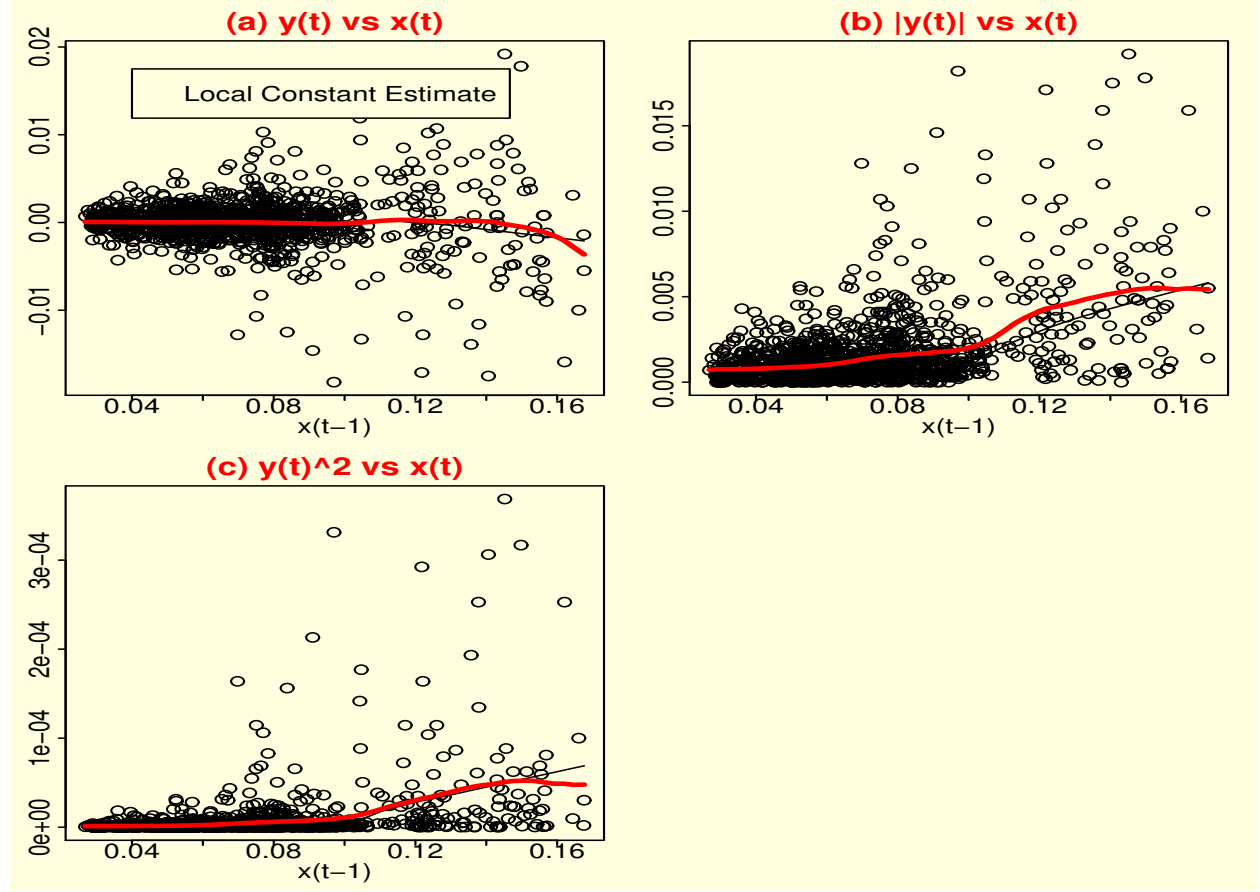 (a) y(t) vs x(t)
0.02
0.01
0.00
−0.01
Local Constant Estimate
0.04 0.08 0.12 0.16
x(t−1)
(b) |y(t)| vs x(t)
0.015
0.010
0.005
0.000
0.04 0.08 0.12 0.16
x(t−1)
(c) y(t)^2 vs x(t)
3e−04
2e−04
1e−04
0e+00
0.04 0.08 0.12 0.16
x(t−1)